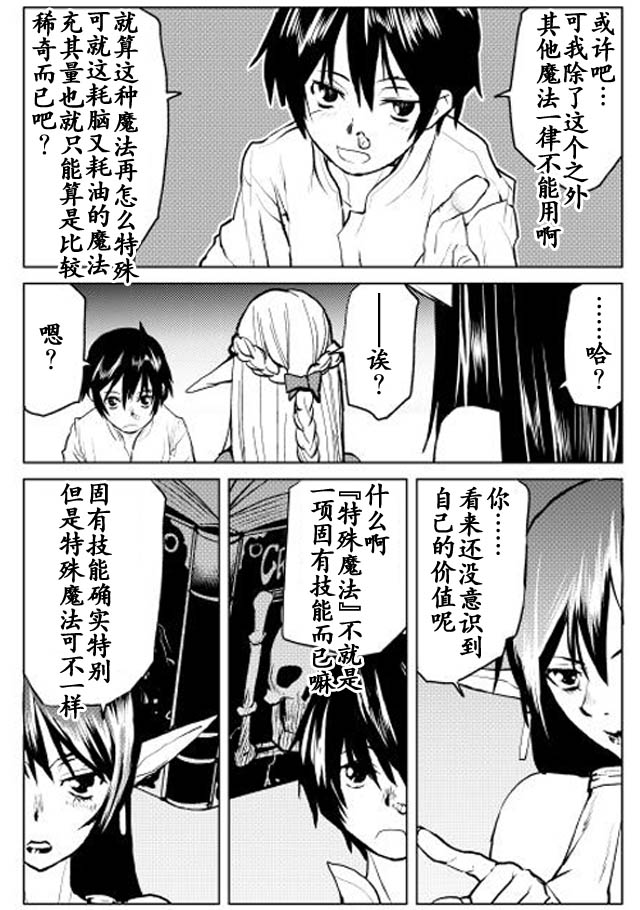 或许吧…
可我除了这个之外
其他魔法一律不能用啊
就算这种魔法再怎么特殊
可就这耗脑又耗油的魔法
充其量也就只能算是比较
稀奇而已吧？
……哈？
——诶？
嗯？
你……
看来还没意识到
自己的价值呢
什么啊
『特殊魔法』不就是
一项固有技能而已嘛
固有技能确实特别
但是特殊魔法可不一样